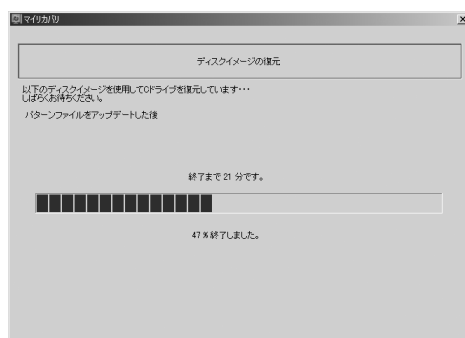 マイリカバリ
ディスクイメージの復元
以下のディスクイメージを使用してCドライブを復元しています・・・
しばらくお待ちください。
パターンファイルをアップデートした後
終了まで 21 分です。
47 % 終了しました。